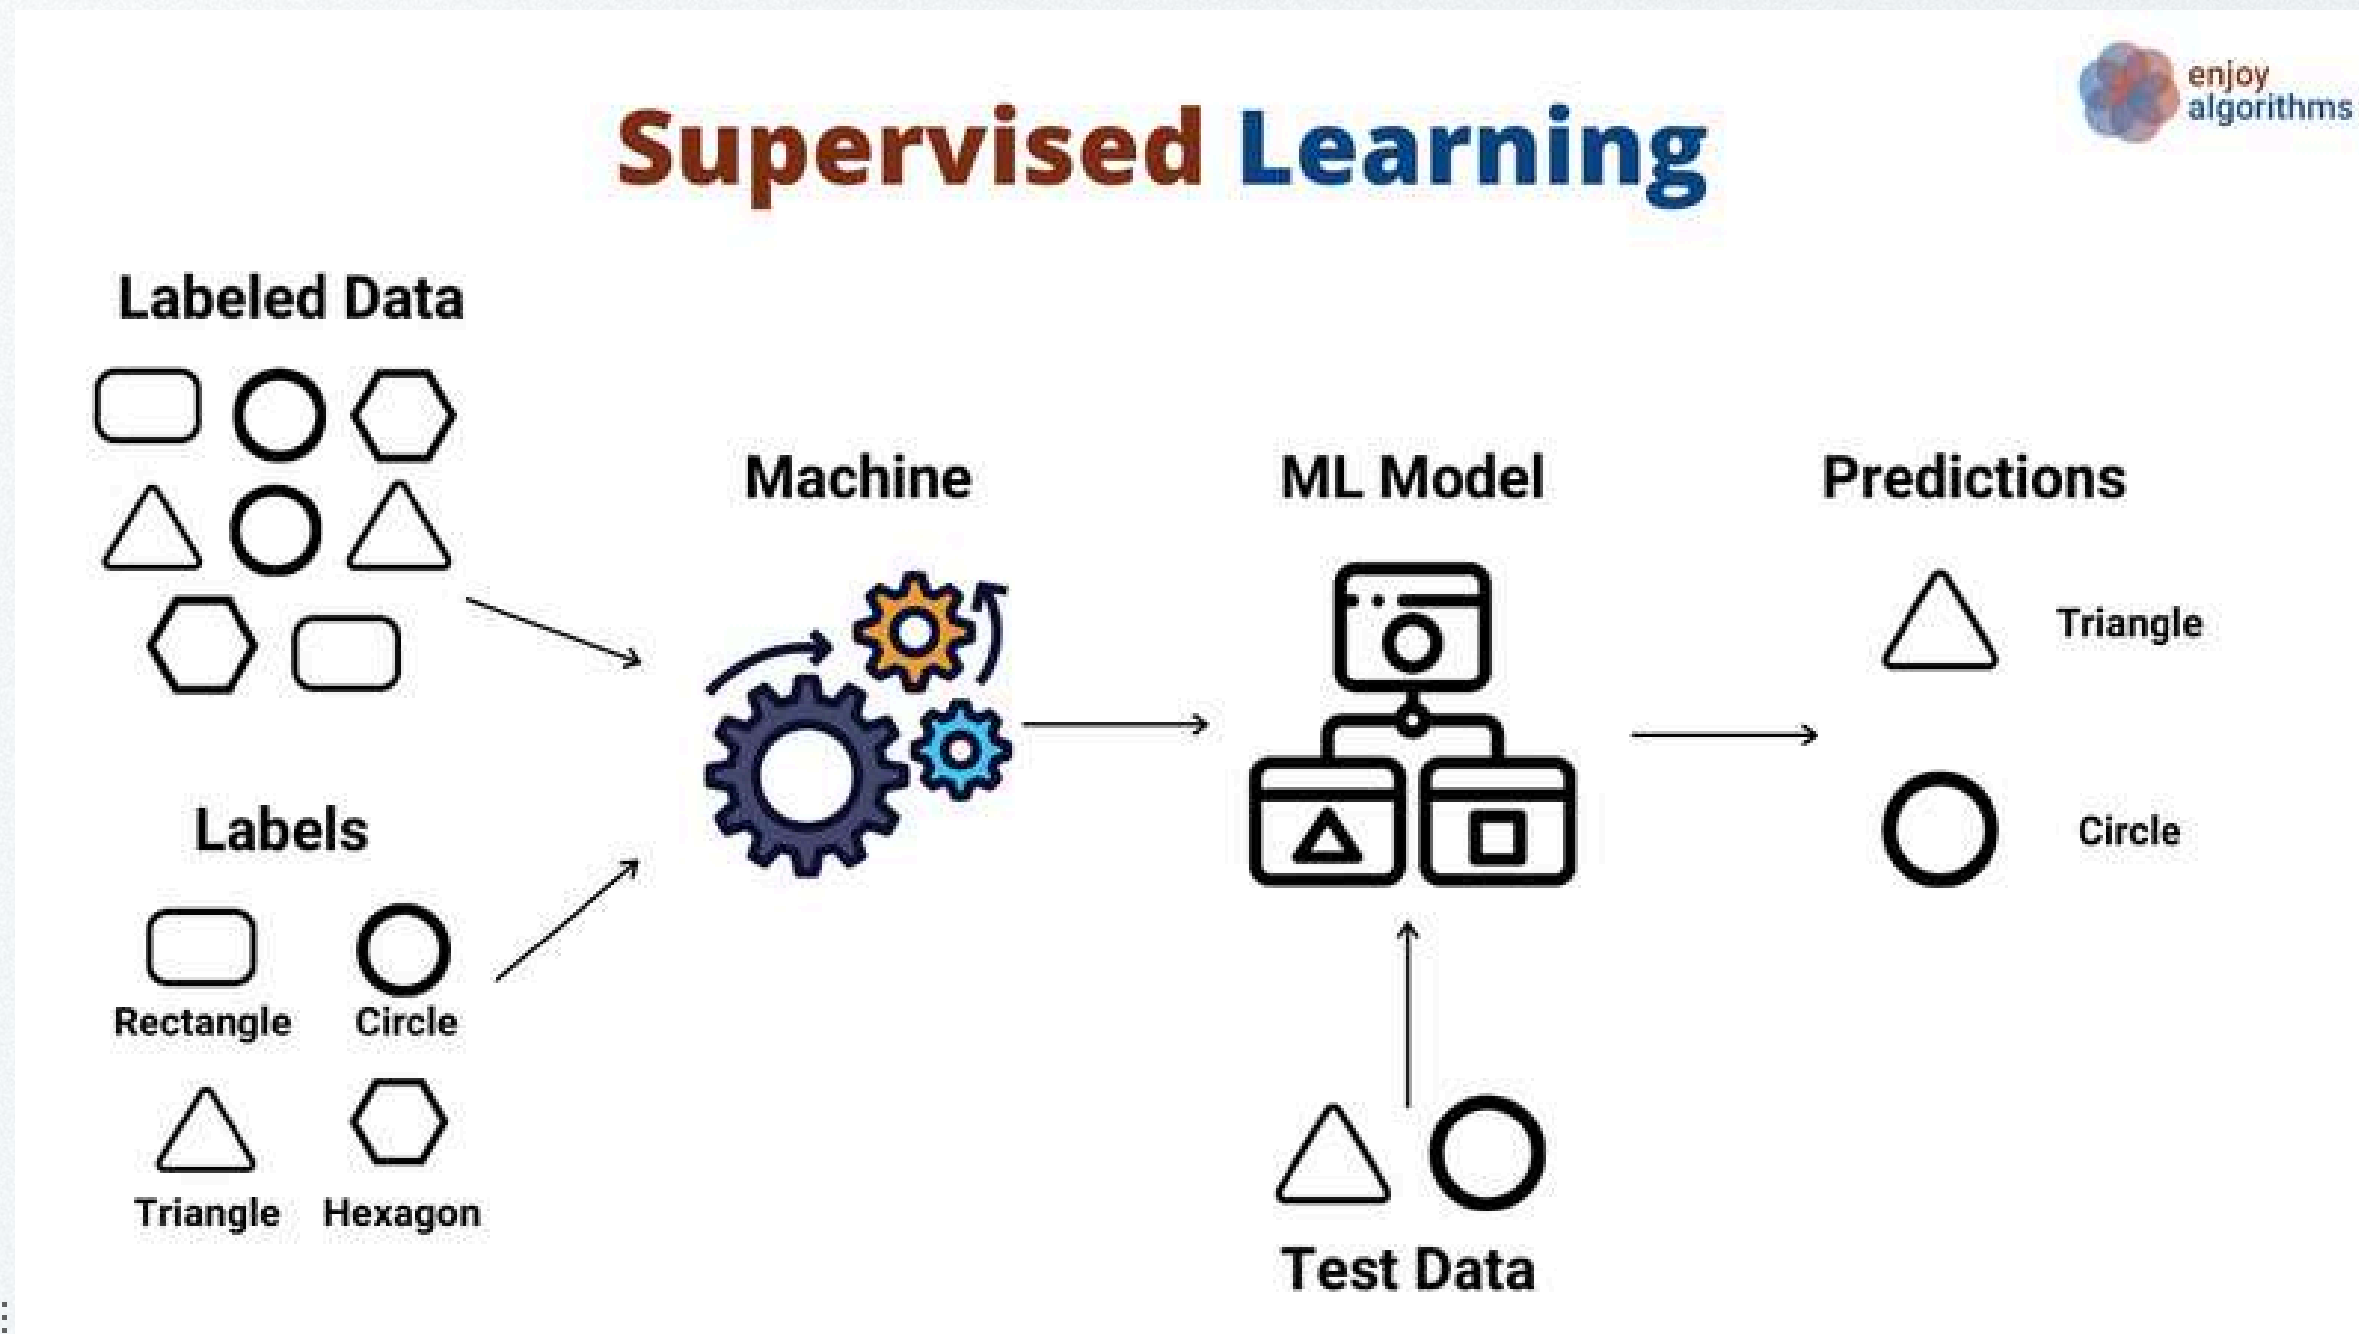 enjoy
algorithms
Supervised Learning
Labeled Data
Machine
ML Model
Predictions
Triangle
Circle
Labels
Rectangle
Circle
Triangle
Hexagon
Test Data